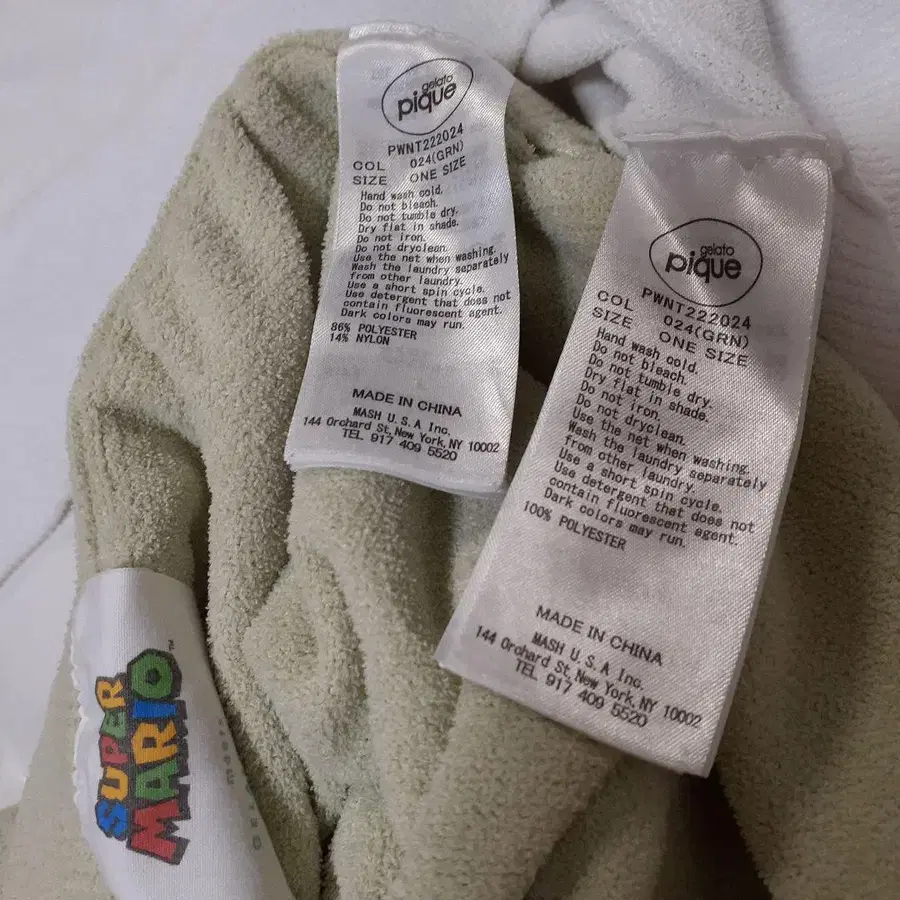 gelato
pique
PWNT222024
COL 024(GRN)
SIZE ONE SIZE
Hand wash cold.
Do not bleach.
Do not tumble dry.
Dry flat in shade.
Do not iron.
Do not dryclean.
Use the net when washing.
Wash the laundry separately
from other laundry.
Use a short spin cycle.
Use detergent that does not
contain fluorescent agent.
Dark colors may run.
86% POLYESTER
14% NYLON
MADE IN CHINA
MASH U.S.A Inc.
144 Orchard St, New York, NY 10002
TEL 917 409 5520
gelato
pique
PWNT222024
COL 024(GRN)
SIZE ONE SIZE
Hand wash cold.
Do not bleach.
Do not tumble dry.
Dry flat in shade.
Do not iron.
Do not dryclean.
Use the net when washing.
Wash the laundry separately
from other laundry.
Use a short spin cycle.
Use detergent that does not
contain fluorescent agent.
Dark colors may run.
100% POLYESTER
MADE IN CHINA
MASH U.S.A Inc.
144 Orchard St, New York, NY 10002
TEL 917 409 5520
SUPER
MARIO™